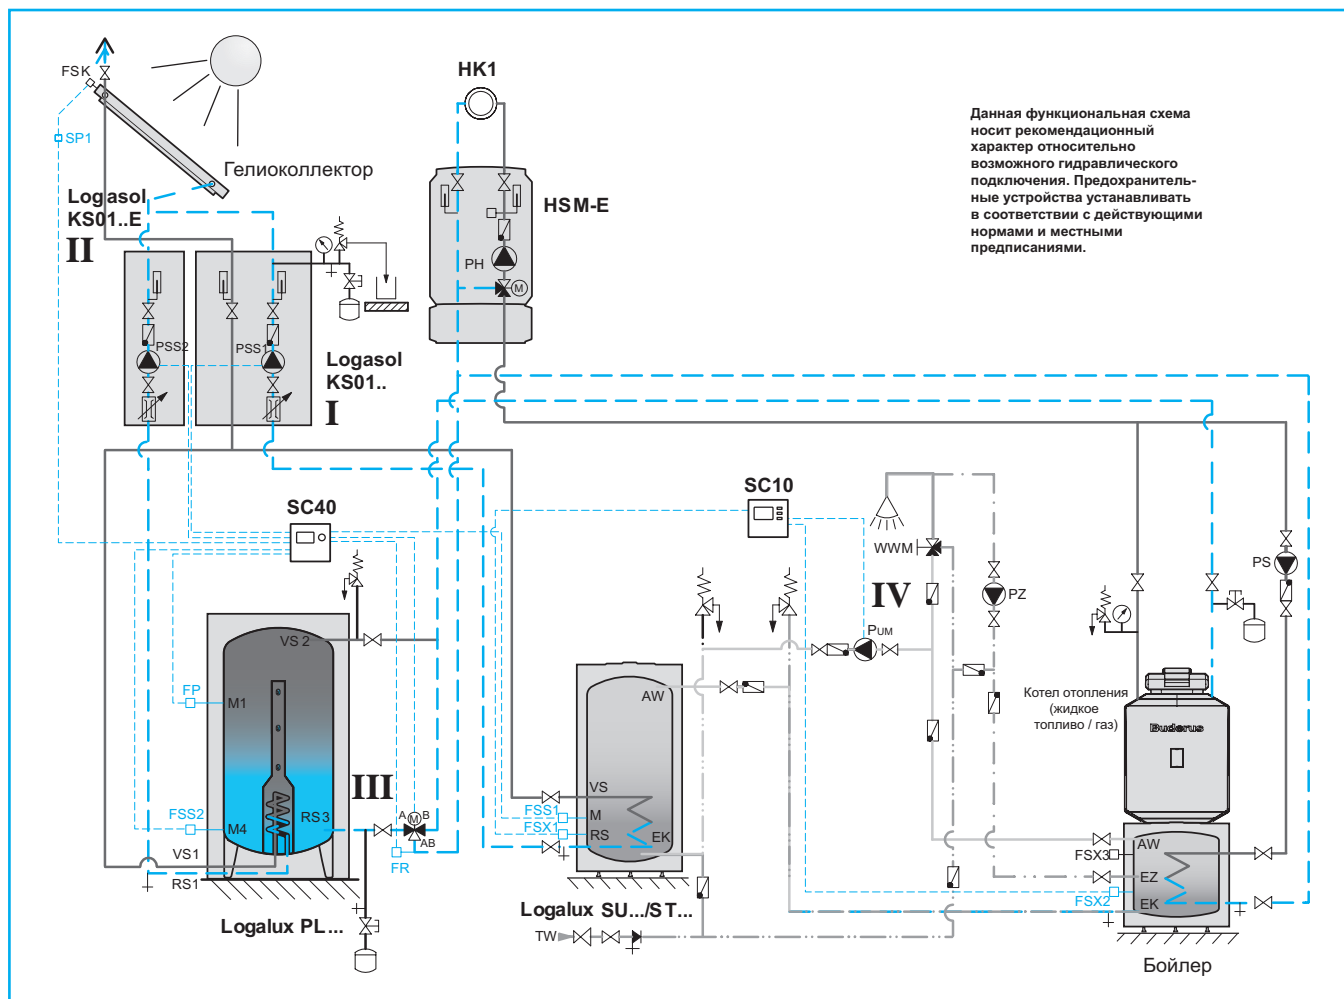 FSK
SP1
Гелиоколлектор
Logasol
KS01..E
II
HK1
HSM-E
PH
M
Данная функциональная схема
носит рекомендационный
характер относительно
возможного гидравлического
подключения. Предохранитель-
ные устройства устанавливать
в соответствии с действующими
нормами и местными
предписаниями.
PSS2
PSS1
Logasol
KS01..
I
SC40
SC10
WWM
IV
PZ
PS
PUM
VS 2
FP
M1
AW
Котел отопления
(жидкое
топливо / газ)
Buderus
III
VS
FSS2
M4
RS3
A
M
B
AB
FSS1
M
FSX1
RS
EK
VS1
RS1
FR
AW
FSX3
EZ
FSX2
EK
Logalux PL...
Logalux SU.../ST...
TW
Бойлер